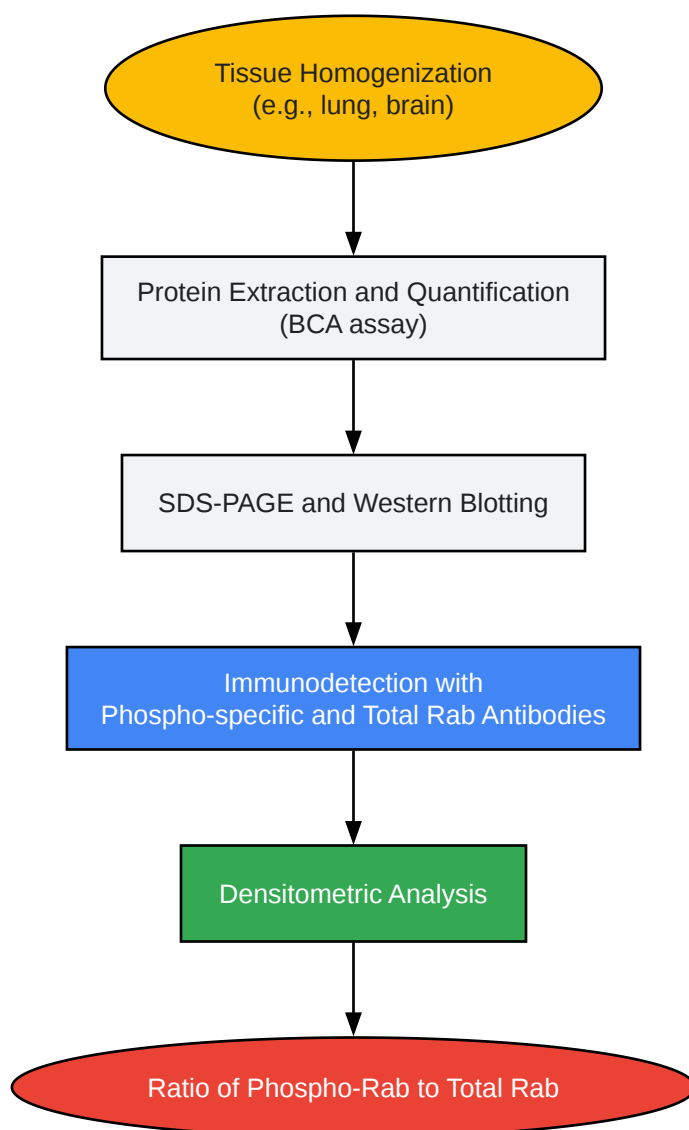 Tissue Homogenization
(e.g., lung, brain)
Protein Extraction and Quantification
(BCA assay)
SDS-PAGE and Western Blotting
Immunodetection with
Phospho-specific and Total Rab Antibodies
Densitometric Analysis
Ratio of Phospho-Rab to Total Rab